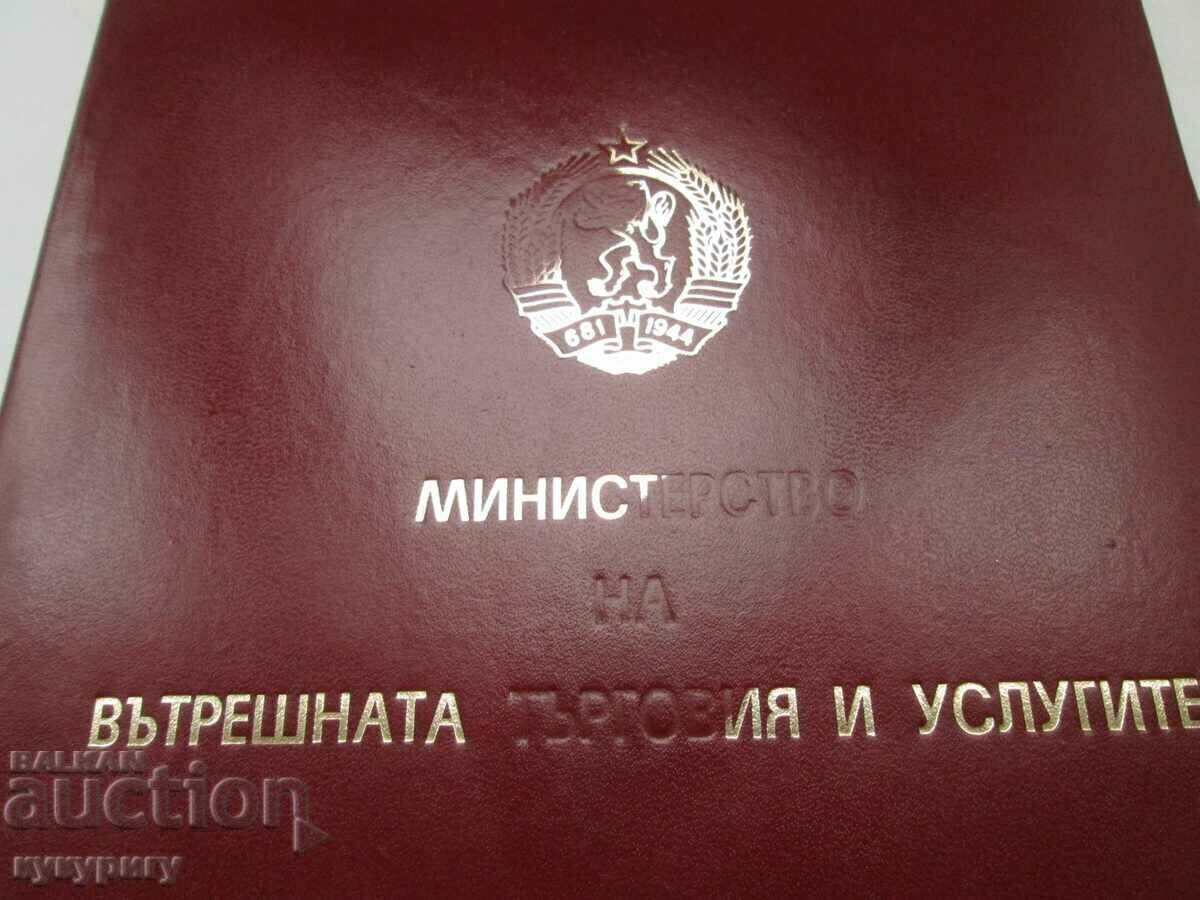 681 1944
МИНИСТЕРСТВО
НА
ВЪТРЕШНАТА ТЪРГОВИЯ И УСЛУГИТЕ
BALKAN
auction
кукуригу